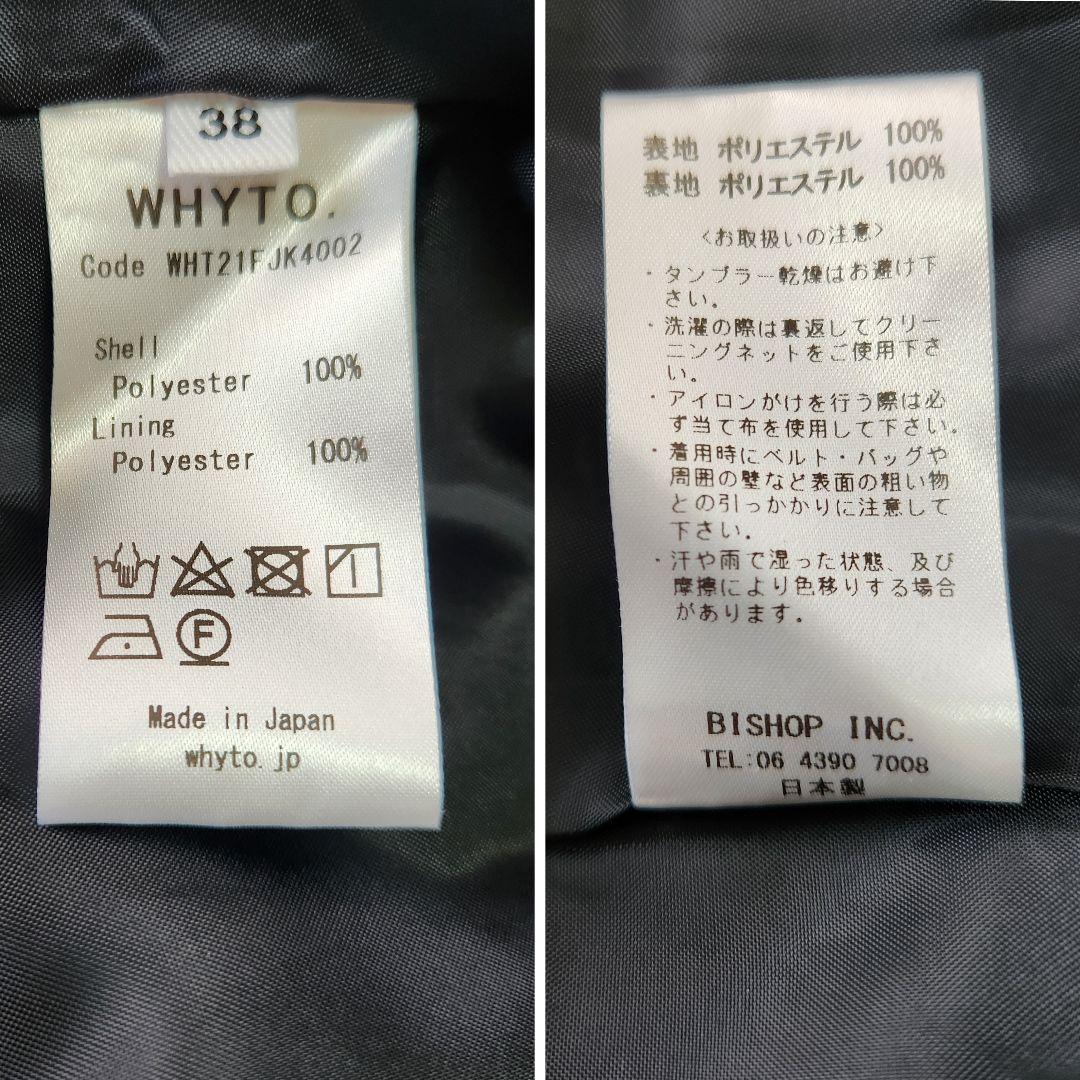 38
WHYTO.
Code WHT21FJK4002
Shell
Polyester 100%
Lining
Polyester 100%
F
Made in Japan
whyto.jp
表地 ポリエステル 100%
裏地 ポリエステル 100%
<お取扱いの注意>
・タンブラー乾燥はお避け下
さい。
・洗濯の際は裏返してクリー
ニングネットをご使用下さ
い。
・アイロンがけを行う際は必
ず当て布を使用して下さい。
・着用時にベルト・バッグや
周囲の壁など表面の粗い物
との引っかかりに注意して
下さい。
・汗や雨で湿った状態、及び
摩擦により色移りする場合
があります。
BISHOP INC.
TEL:06 4390 7008
日本製